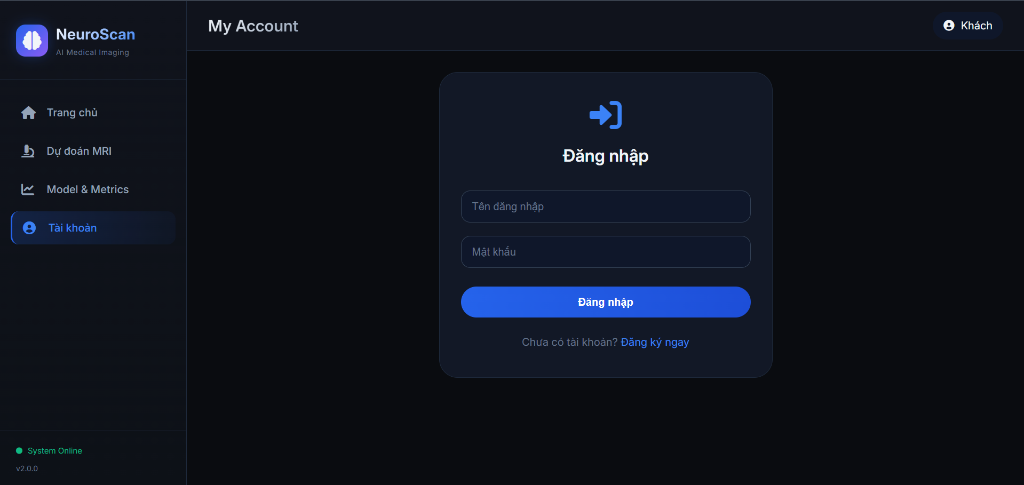 NeuroScan
AI Medical Imaging
Trang chủ
Dự đoán MRI
Model & Metrics
Tài khoản
System Online
v2.0.0
My Account
Khách
Đăng nhập
Tên đăng nhập
Mật khẩu
Đăng nhập
Chưa có tài khoản? Đăng ký ngay